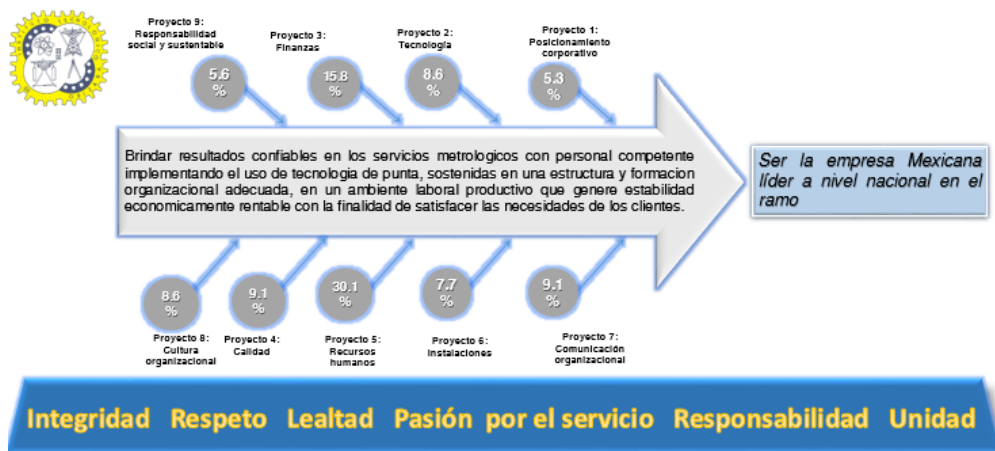 Proyecto 9:
Responsabilidad
social y sustentable
Proyecto 3:
Finanzas
Proyecto 2:
Tecnología
Proyecto 1:
Posicionamiento
corporativo
5.6
%
15.8
%
8.6
%
5.3
%
Brindar resultados confiables en los servicios metrologicos con personal competente
implementando el uso de tecnologia de punta, sostenidas en una estructura y formacion
organizacional adecuada, en un ambiente laboral productivo que genere estabilidad
economicamente rentable con la finalidad de satisfacer las necesidades de los clientes.
Ser la empresa Mexicana
líder a nivel nacional en el
ramo
8.6
%
9.1
%
30.1
%
7.7
%
9.1
%
Proyecto 8:
Cultura
organizacional
Proyecto 4:
Calidad
Proyecto 5:
Recursos
humanos
Proyecto 6:
Instalaciones
Proyecto 7:
Comunicación
organizacional
Integridad Respeto Lealtad Pasión por el servicio Responsabilidad Unidad